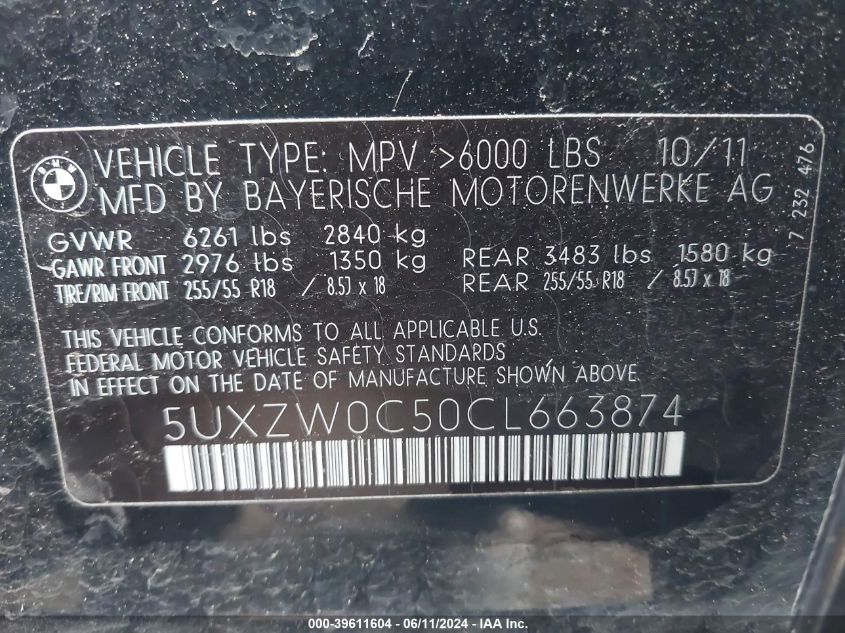 BMW
VEHICLE TYPE: MPV >6000 LBS 10/11
MFD BY BAYERISCHE MOTORENWERKE AG
GVWR 6261 lbs 2840 kg
GAWR FRONT 2976 lbs 1350 kg REAR 3483 lbs 1580 kg
TIRE/RIM FRONT 255/55 R18 / 8.5J x 18 REAR 255/55 R18 / 8.5J x 18
THIS VEHICLE CONFORMS TO ALL APPLICABLE U.S.
FEDERAL MOTOR VEHICLE SAFETY STANDARDS
IN EFFECT ON THE DATE OF MANUFACTURE SHOWN ABOVE.
5UXZW0C50CL663874
7 232 476
000-39611604 - 06/11/2024 - IAA Inc.